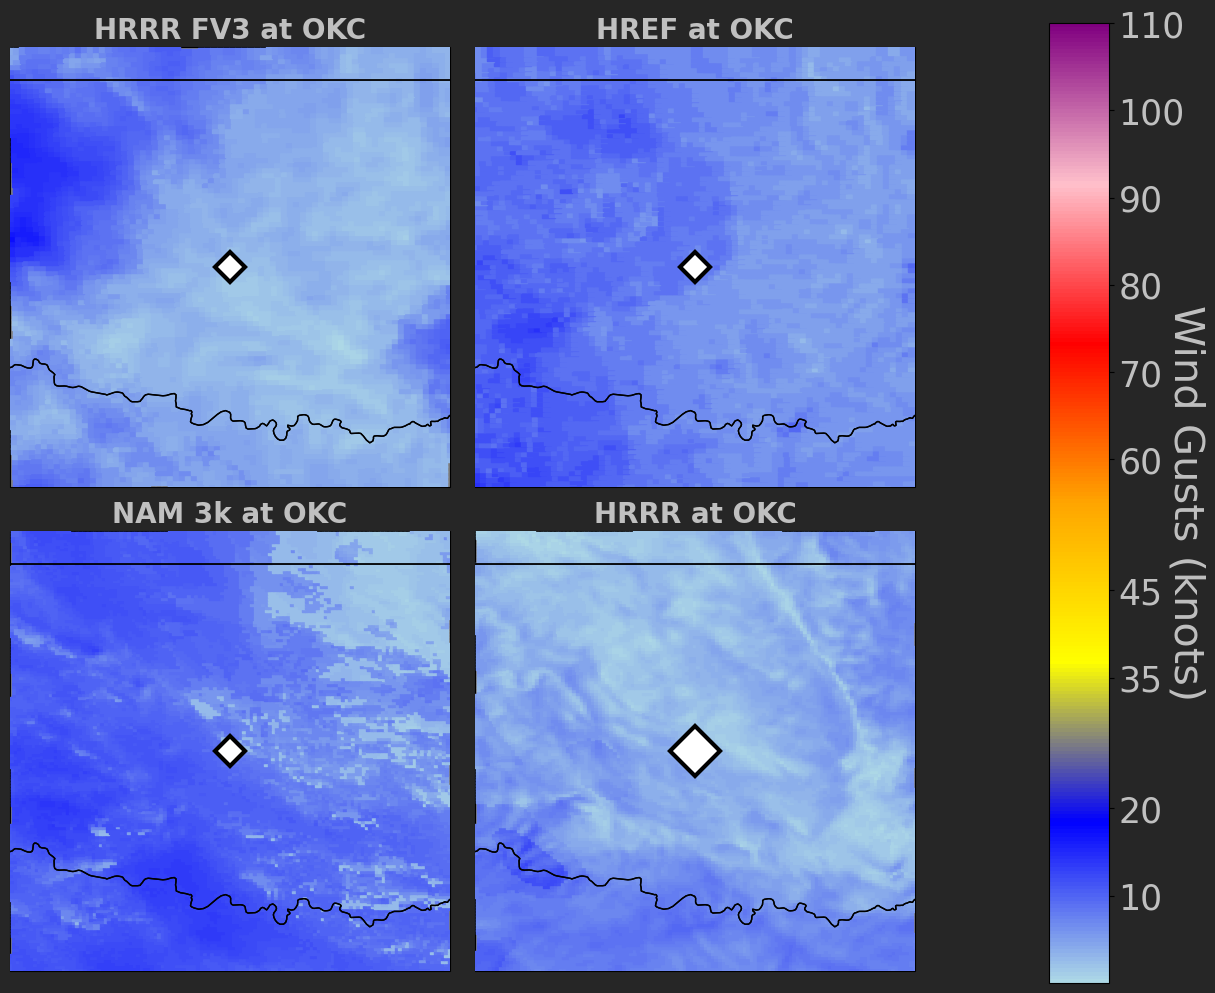 HRRR FV3 at OKC
HREF at OKC
NAM 3k at OKC
HRRR at OKC
110
100
90
80
70
60
45
35
20
10
Wind Gusts (knots)